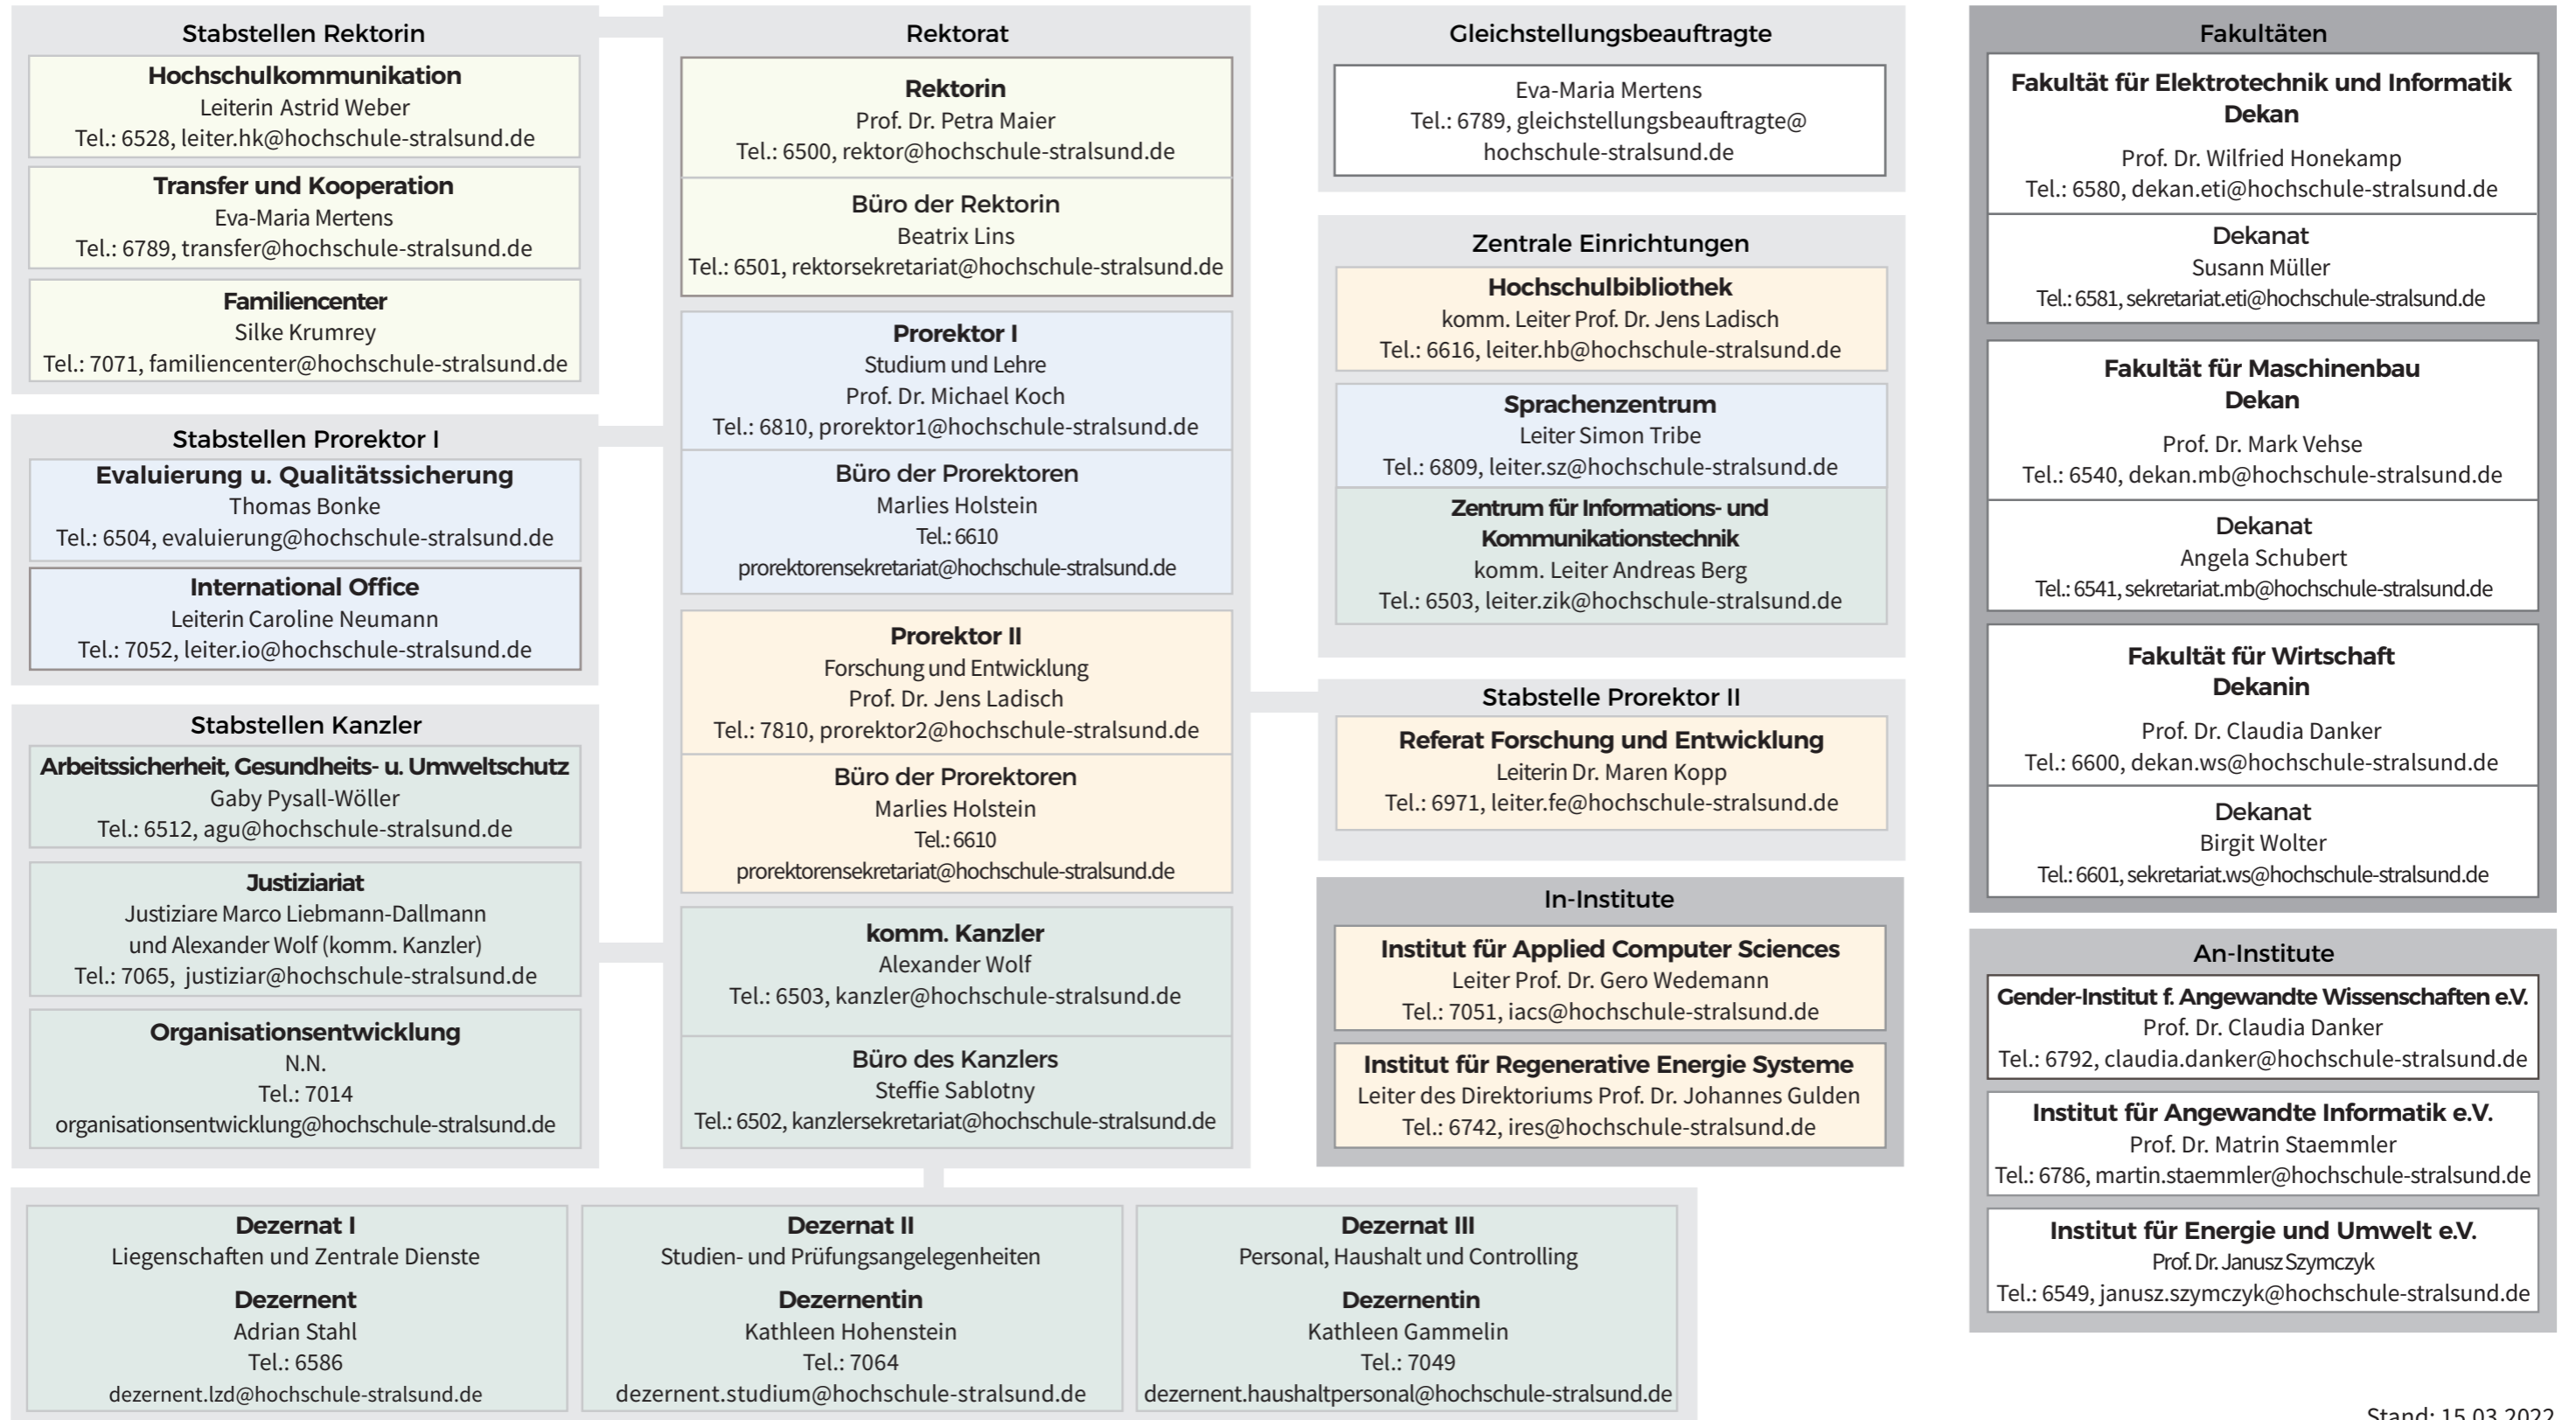 Stabstellen Rektorin
Hochschulkommunikation
Leiterin Astrid Weber
Tel.: 6528, leiter.hk@hochschule-stralsund.de
Transfer und Kooperation
Eva-Maria Mertens
Tel.: 6789, transfer@hochschule-stralsund.de
Familiencenter
Silke Krumrey
Tel.: 7071, familiencenter@hochschule-stralsund.de
Stabstellen Prorektor I
Evaluierung u. Qualitätssicherung
Thomas Bonke
Tel.: 6504, evaluierung@hochschule-stralsund.de
International Office
Leiterin Caroline Neumann
Tel.: 7052, leiter.io@hochschule-stralsund.de
Stabstellen Kanzler
Arbeitssicherheit, Gesundheits- u. Umweltschutz
Gaby Pysall-Wöller
Tel.: 6512, agu@hochschule-stralsund.de
Justiziariat
Justiziare Marco Liebmann-Dallmann
und Alexander Wolf (komm. Kanzler)
Tel.: 7065, justiziar@hochschule-stralsund.de
Organisationsentwicklung
N.N.
Tel.: 7014
organisationsentwicklung@hochschule-stralsund.de
Rektorat
Rektorin
Prof. Dr. Petra Maier
Tel.: 6500, rektor@hochschule-stralsund.de
Büro der Rektorin
Beatrix Lins
Tel.: 6501, rektorsekretariat@hochschule-stralsund.de
Prorektor I
Studium und Lehre
Prof. Dr. Michael Koch
Tel.: 6810, prorektor1@hochschule-stralsund.de
Büro der Prorektoren
Marlies Holstein
Tel.: 6610
prorektorensekretariat@hochschule-stralsund.de
Prorektor II
Forschung und Entwicklung
Prof. Dr. Jens Ladisch
Tel.: 7810, prorektor2@hochschule-stralsund.de
Büro der Prorektoren
Marlies Holstein
Tel.: 6610
prorektorensekretariat@hochschule-stralsund.de
komm. Kanzler
Alexander Wolf
Tel.: 6503, kanzler@hochschule-stralsund.de
Büro des Kanzlers
Steffie Sablotny
Tel.: 6502, kanzlersekretariat@hochschule-stralsund.de
Gleichstellungsbeauftragte
Eva-Maria Mertens
Tel.: 6789, gleichstellungsbeauftragte@
hochschule-stralsund.de
Zentrale Einrichtungen
Hochschulbibliothek
komm. Leiter Prof. Dr. Jens Ladisch
Tel.: 6616, leiter.hb@hochschule-stralsund.de
Sprachenzentrum
Leiter Simon Tribe
Tel.: 6809, leiter.sz@hochschule-stralsund.de
Zentrum für Informations- und
Kommunikationstechnik
komm. Leiter Andreas Berg
Tel.: 6503, leiter.zik@hochschule-stralsund.de
Stabstelle Prorektor II
Referat Forschung und Entwicklung
Leiterin Dr. Maren Kopp
Tel.: 6971, leiter.fe@hochschule-stralsund.de
In-Institute
Institut für Applied Computer Sciences
Leiter Prof. Dr. Gero Wedemann
Tel.: 7051, iacs@hochschule-stralsund.de
Institut für Regenerative Energie Systeme
Leiter des Direktoriums Prof. Dr. Johannes Gulden
Tel.: 6742, ires@hochschule-stralsund.de
Fakultäten
Fakultät für Elektrotechnik und Informatik
Dekan
Prof. Dr. Wilfried Honekamp
Tel.: 6580, dekan.eti@hochschule-stralsund.de
Dekanat
Susann Müller
Tel.: 6581, sekretariat.eti@hochschule-stralsund.de
Fakultät für Maschinenbau
Dekan
Prof. Dr. Mark Vehse
Tel.: 6540, dekan.mb@hochschule-stralsund.de
Dekanat
Angela Schubert
Tel.: 6541, sekretariat.mb@hochschule-stralsund.de
Fakultät für Wirtschaft
Dekanin
Prof. Dr. Claudia Danker
Tel.: 6600, dekan.ws@hochschule-stralsund.de
Dekanat
Birgit Wolter
Tel.: 6601, sekretariat.ws@hochschule-stralsund.de
An-Institute
Gender-Institut f. Angewandte Wissenschaften e.V.
Prof. Dr. Claudia Danker
Tel.: 6792, claudia.danker@hochschule-stralsund.de
Institut für Angewandte Informatik e.V.
Prof. Dr. Matrin Staemmler
Tel.: 6786, martin.staemmler@hochschule-stralsund.de
Institut für Energie und Umwelt e.V.
Prof. Dr. Janusz Szymczyk
Tel.: 6549, janusz.szymczyk@hochschule-stralsund.de
Dezernat I
Liegenschaften und Zentrale Dienste
Dezernent
Adrian Stahl
Tel.: 6586
dezernent.lzd@hochschule-stralsund.de
Dezernat II
Studien- und Prüfungsangelegenheiten
Dezernentin
Kathleen Hohenstein
Tel.: 7064
dezernent.studium@hochschule-stralsund.de
Dezernat III
Personal, Haushalt und Controlling
Dezernentin
Kathleen Gammelin
Tel.: 7049
dezernent.haushaltpersonal@hochschule-stralsund.de
Stand: 15.03.2022